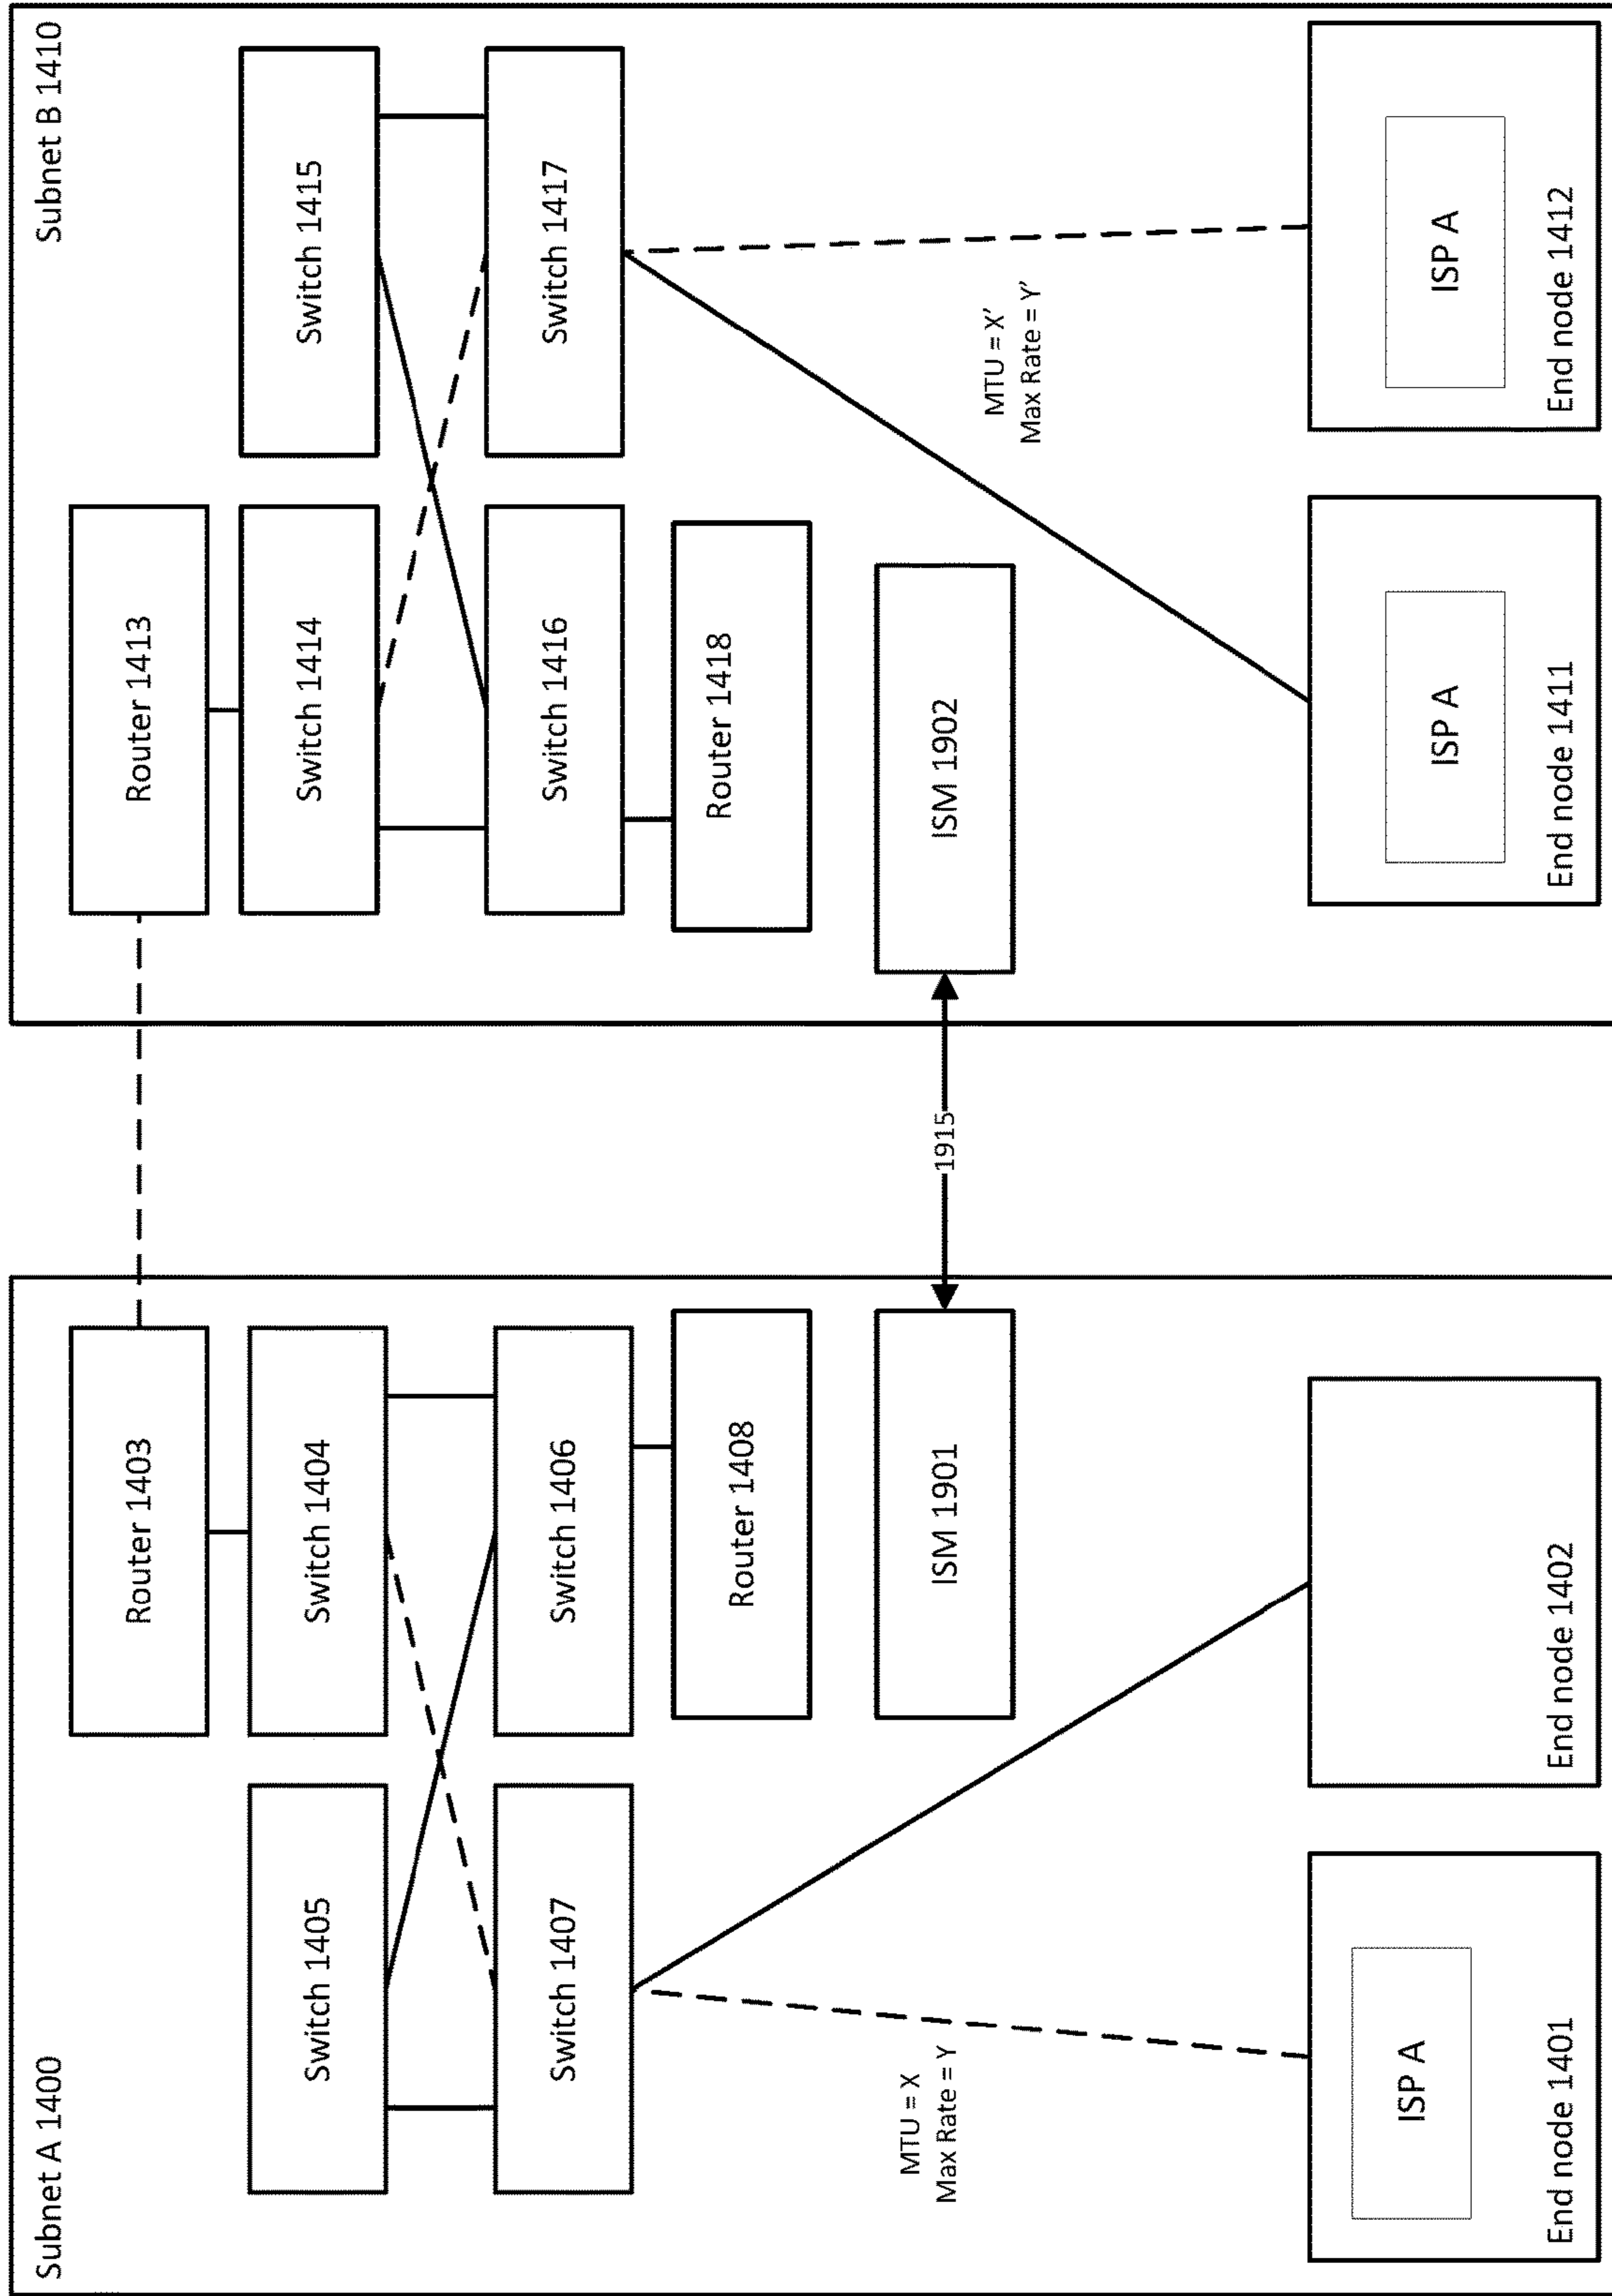 Subnet A 1400
Router 1403
Switch 1405
Switch 1404
Switch 1407
Switch 1406
Router 1408
ISM 1901
MTU = X
Max Rate = Y
ISP A
End node 1401
End node 1402
1915
Subnet B 1410
Router 1413
Switch 1414
Switch 1415
Switch 1416
Switch 1417
Router 1418
ISM 1902
MTU = X'
Max Rate = Y'
ISP A
End node 1411
ISP A
End node 1412